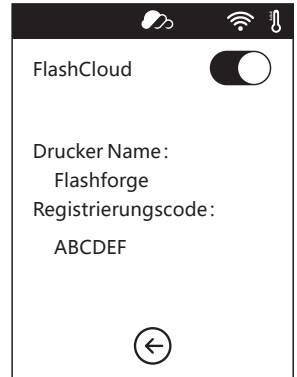 FlashCloud
Drucker Name:
Flashforge
Registrierungscode:
ABCDEF